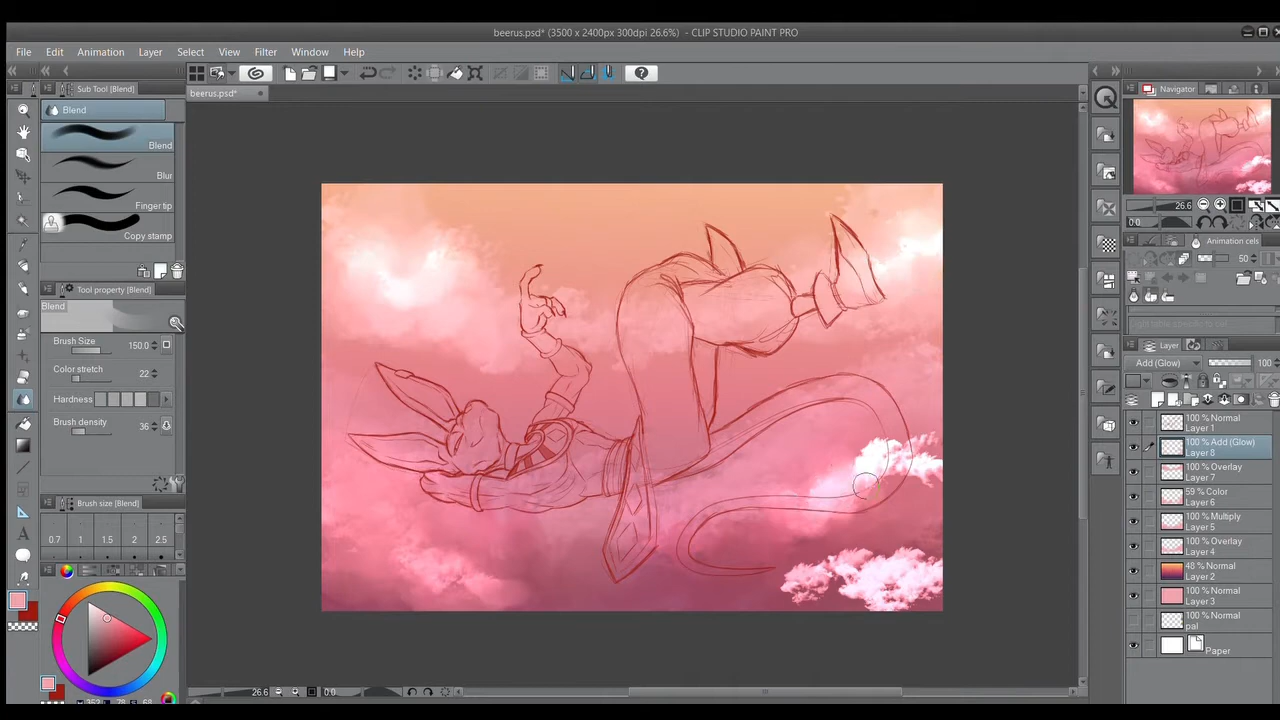 beerus.psd* (3500 x 2400px 300dpi 26.6%) - CLIP STUDIO PAINT PRO
File Edit Animation Layer Select View Filter Window Help
Sub Tool [Blend]
beerus.psd*
Navigator
Blend
Blend
Blur
Finger tip
Copy stamp
26.6
0.0
Animation cels
50
Tool property [Blend]
Blend
Brush Size 150.0
Color stretch 22
Hardness
Brush density 36
Layer
Add (Glow) 100
100 % Normal
Layer 1
100 % Add (Glow)
Layer 8
100 % Overlay
Layer 7
59 % Color
Layer 6
100 % Multiply
Layer 5
100 % Overlay
Layer 4
48 % Normal
Layer 2
100 % Normal
Layer 3
100 % Normal
pal
Paper
Brush size [Blend]
0.7 1 1.5 2 2.5
26.6 0.0